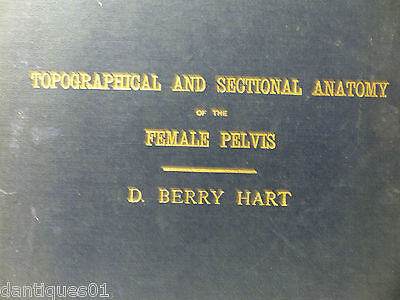 TOPOGRAPHICAL AND SECTIONAL ANATOMY
OF THE
FEMALE PELVIS
D. BERRY HART
dantiques01